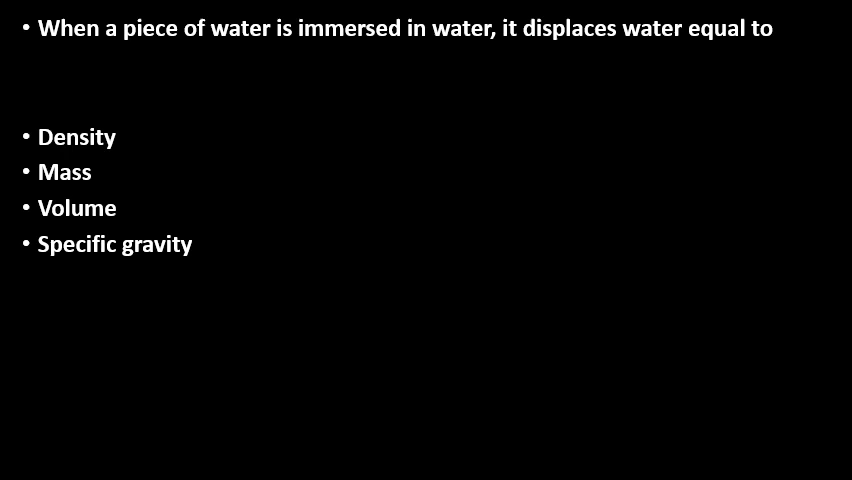 • When a piece of water is immersed in water, it displaces water equal to
• Density
• Mass
• Volume
• Specific gravity